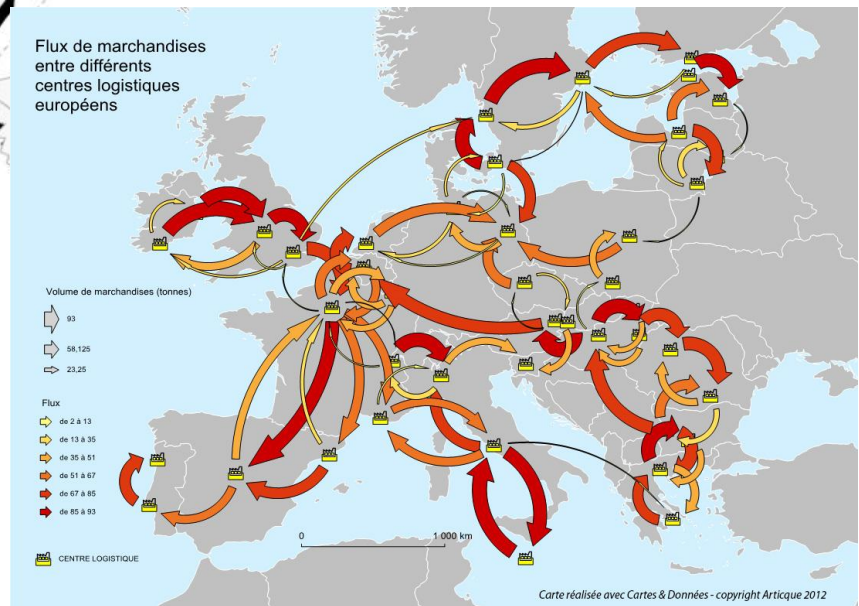 Flux de marchandises
entre différents
centres logistiques
européens
Volume de marchandises (tonnes)
93
58,125
23,25
Flux
de 2 à 13
de 13 à 35
de 35 à 51
de 51 à 67
de 67 à 85
de 85 à 93
CENTRE LOGISTIQUE
0
1 000 km
Carte réalisée avec Cartes & Données - copyright Articque 2012